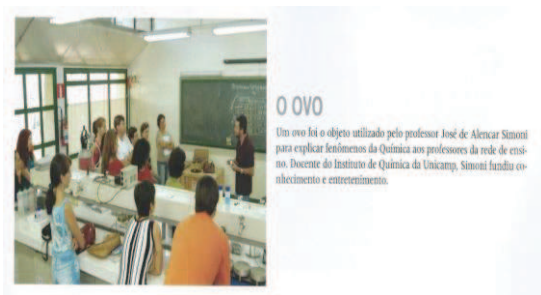 O OVO
Um ovo foi o objeto utilizado pelo professor José de Alencar Simoni
para explicar fenômenos da Química aos professores da rede de ensi-
no. Docente do Instituto de Química da Unicamp, Simoni fundiu co-
nhecimento e entretenimento.